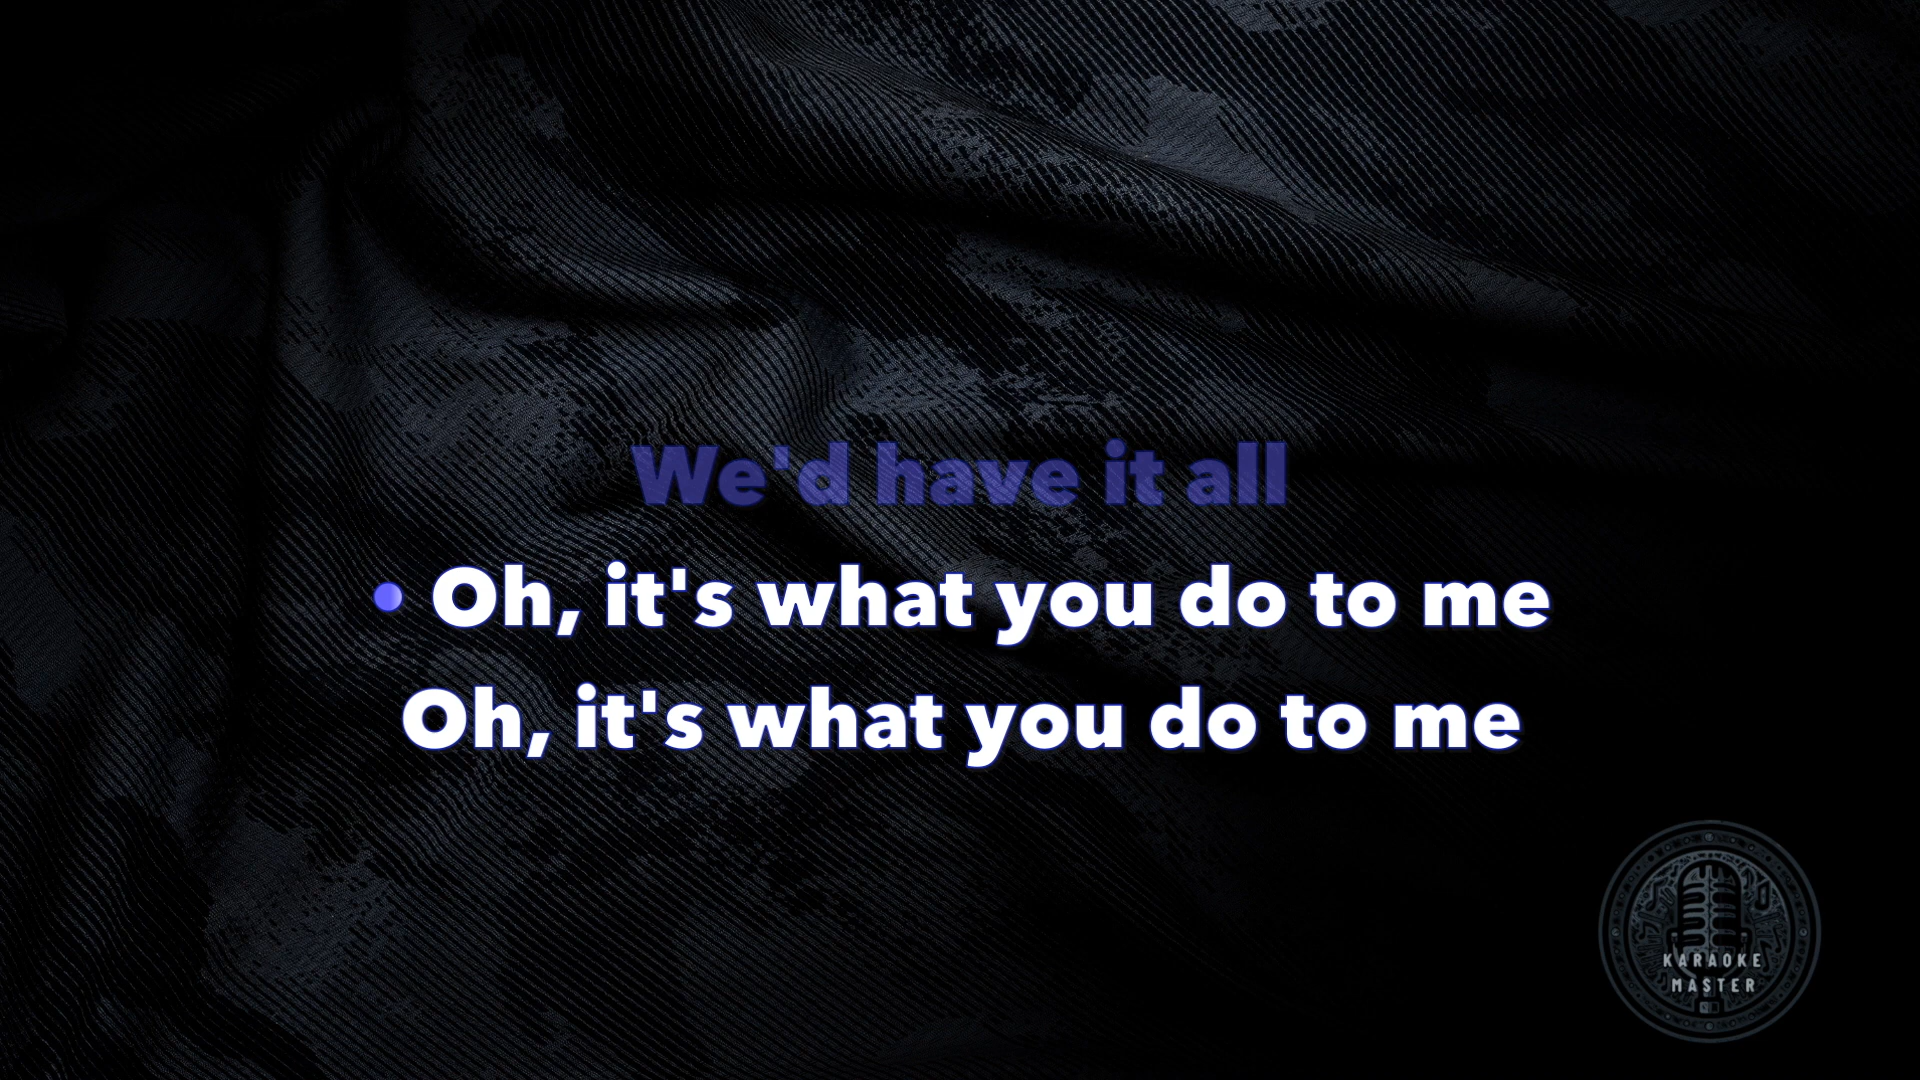 We'd have it all
Oh, it's what you do to me
Oh, it's what you do to me
KARAOKE
MASTER